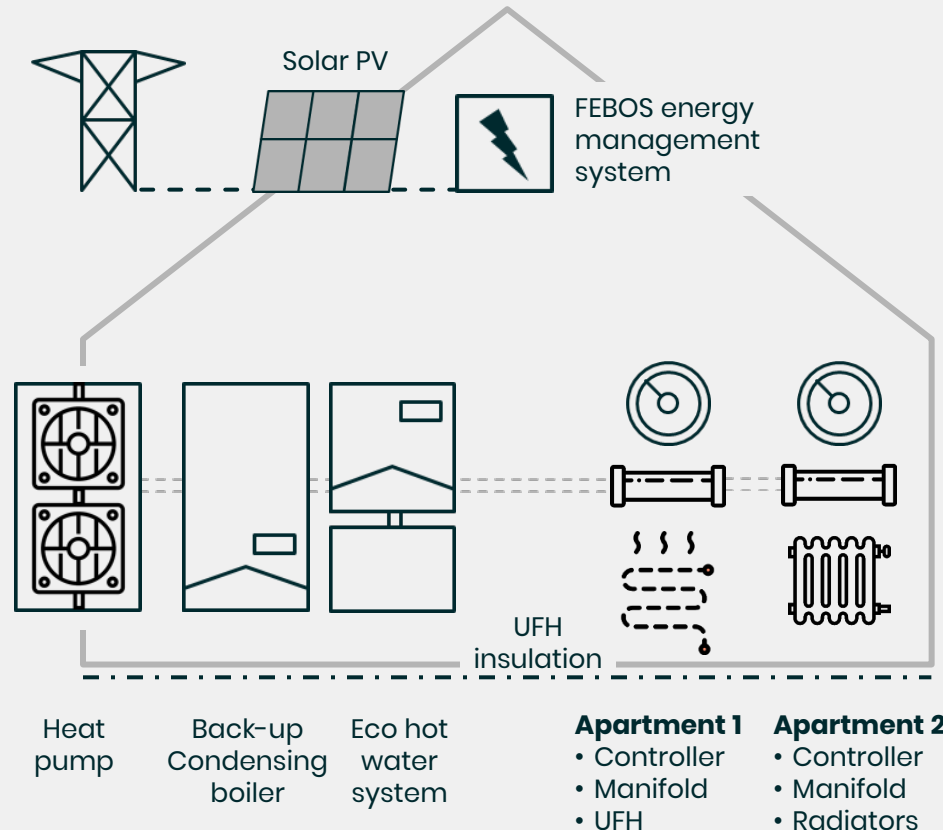 Solar PV
FEBOS energy
management
system
UFH
insulation
Heat
pump
Back-up
Condensing
boiler
Eco hot
water
system
Apartment 1
• Controller
• Manifold
• UFH
Apartment 2
• Controller
• Manifold
• Radiators